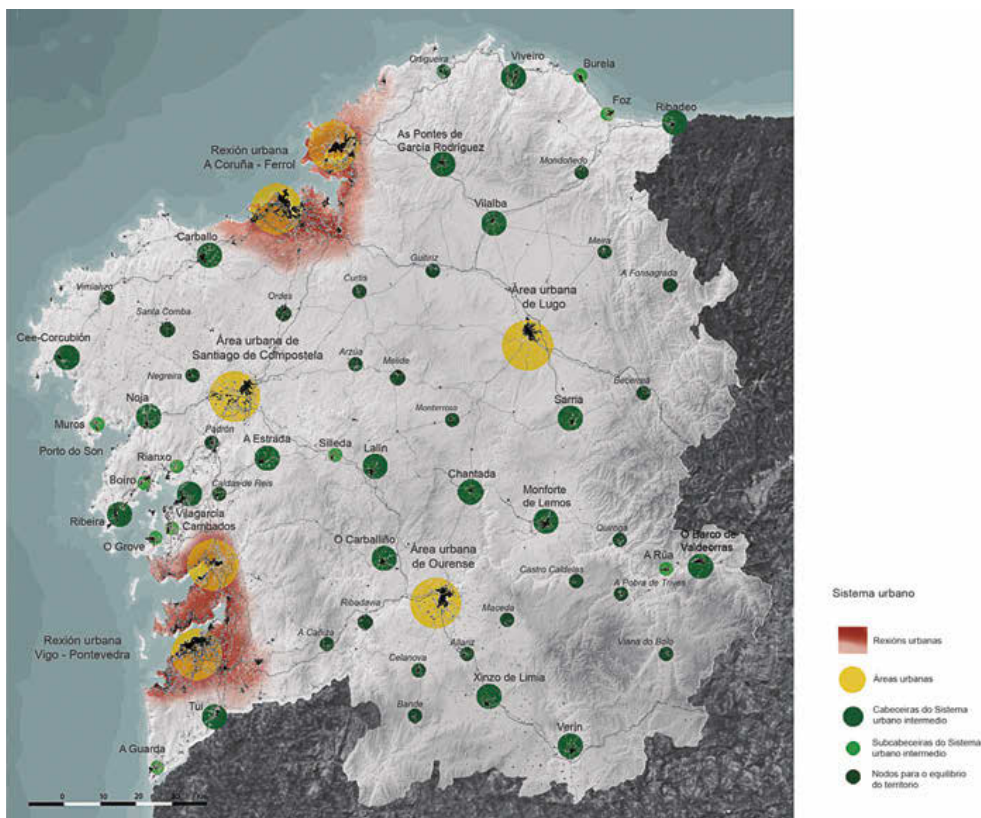 Ortigueira
Viveiro
Burela
Foz
Ribadeo
Rexión urbana
A Coruña - Ferrol
As Pontes de
García Rodríguez
Mondoñedo
Vilalba
Carballo
Guitiriz
Meira
A Fonsagrada
Vimianzo
Curtis
Ordes
Santa Comba
Área urbana
de Lugo
Cee-Corcubión
Área urbana de
Santiago de Compostela
Arzúa
Melide
Negreira
Becerreá
Noja
Monterroso
Sarria
Muros
Padrón
Porto do Son
A Estrada
Silleda
Lalín
Rianxo
Boiro
Caldas de Reis
Chantada
Monforte
de Lemos
Ribeira
Vilagarcía
Cambados
Quiroga
O Grove
O Carballiño
Área urbana
de Ourense
O Barco de
Valdeorras
A Rúa
Castro Caldelas
A Pobra de Trives
Ribadavia
Maceda
Rexión urbana
Vigo - Pontevedra
A Cañiza
Allariz
Viana do Bolo
Celanova
Xinzo de Limia
Bande
Tui
Verín
A Guarda
0 10 20 30
Sistema urbano
Rexións urbanas
Áreas urbanas
Cabeceiras do Sistema
urbano intermedio
Subcabeceiras do Sistema
urbano intermedio
Nodos para o equilibrio
do territorio